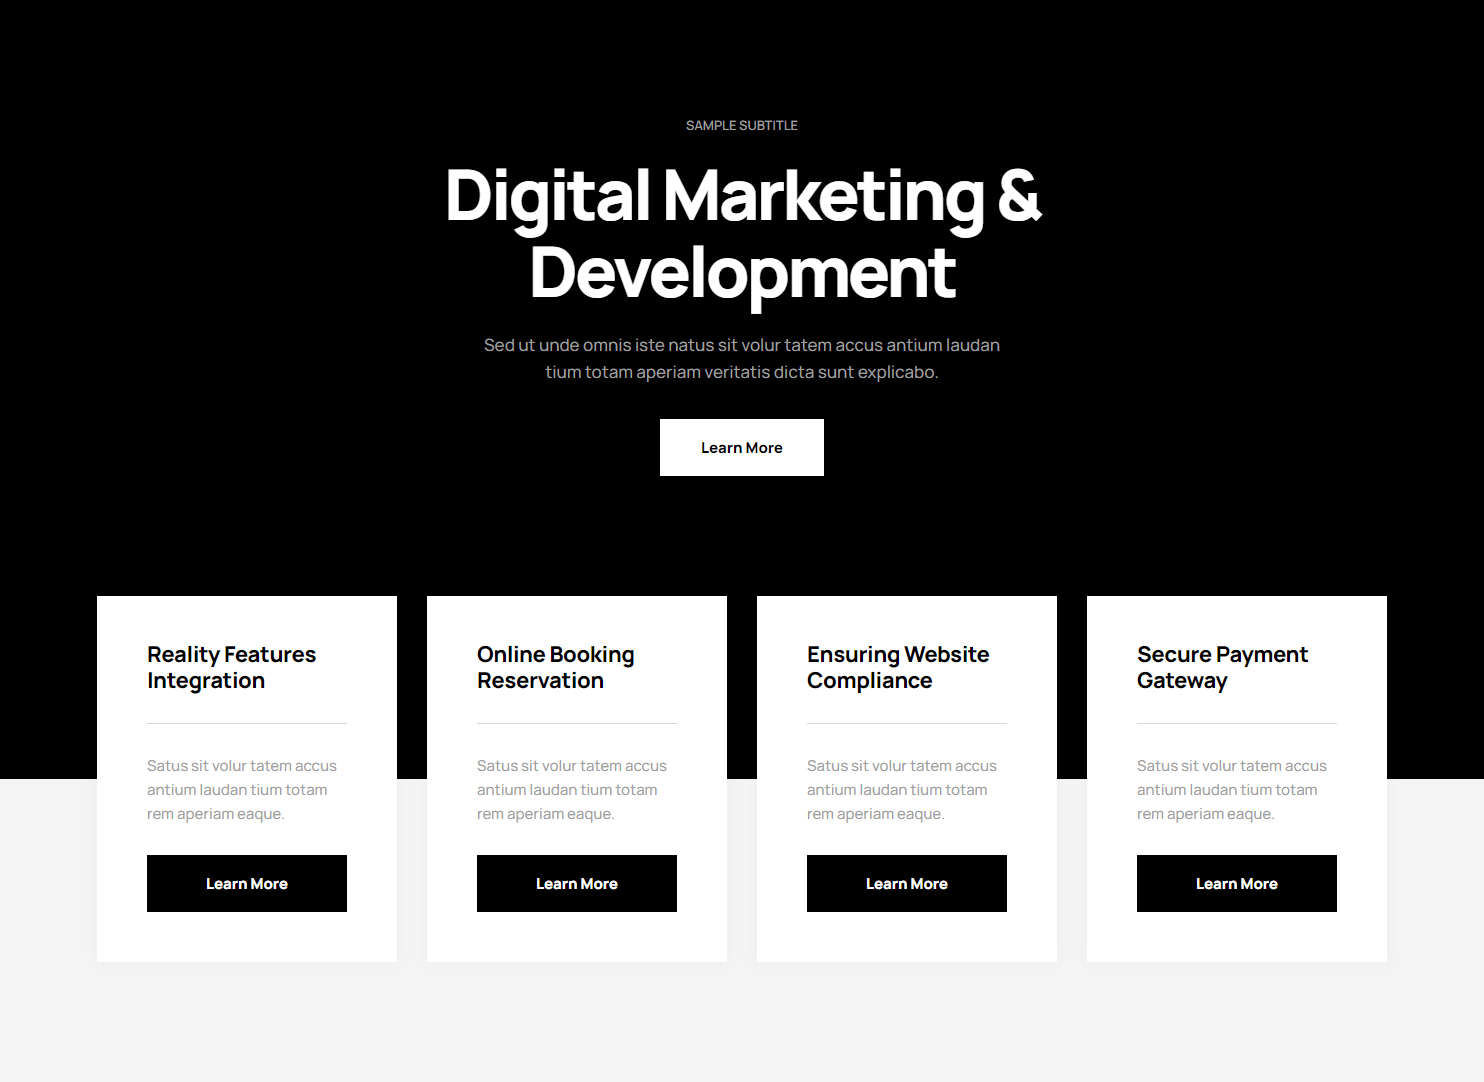 SAMPLE SUBTITLE
Digital Marketing &
Development
Sed ut unde omnis iste natus sit volur tatem accus antium laudan
tium totam aperiam veritatis dicta sunt explicabo.
Learn More
Reality Features
Integration
Satus sit volur tatem accus
antium laudan tium totam
rem aperiam eaque.
Learn More
Online Booking
Reservation
Satus sit volur tatem accus
antium laudan tium totam
rem aperiam eaque.
Learn More
Ensuring Website
Compliance
Satus sit volur tatem accus
antium laudan tium totam
rem aperiam eaque.
Learn More
Secure Payment
Gateway
Satus sit volur tatem accus
antium laudan tium totam
rem aperiam eaque.
Learn More